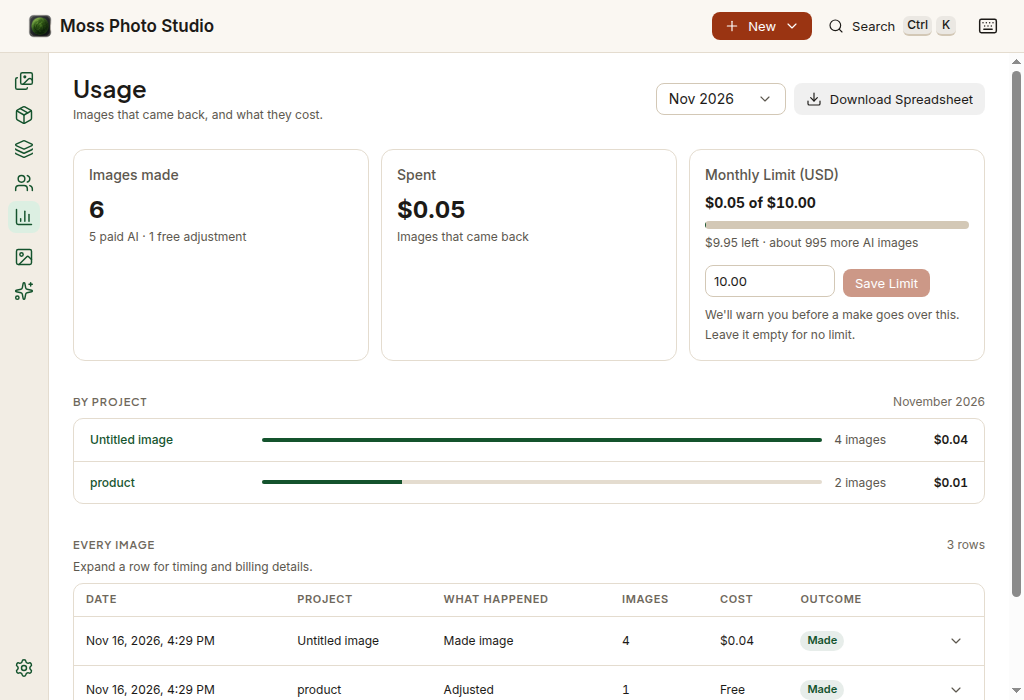 Moss Photo Studio
New
Search Ctrl K
Usage
Images that came back, and what they cost.
Nov 2026
Download Spreadsheet
Images made
6
5 paid AI · 1 free adjustment
Spent
$0.05
Images that came back
Monthly Limit (USD)
$0.05 of $10.00
$9.95 left · about 995 more AI images
10.00
Save Limit
We'll warn you before a make goes over this.
Leave it empty for no limit.
BY PROJECT
November 2026
Untitled image 4 images $0.04
product 2 images $0.01
EVERY IMAGE
3 rows
Expand a row for timing and billing details.
DATE PROJECT WHAT HAPPENED IMAGES COST OUTCOME
Nov 16, 2026, 4:29 PM Untitled image Made image 4 $0.04 Made
Nov 16, 2026, 4:29 PM product Adjusted 1 Free Made